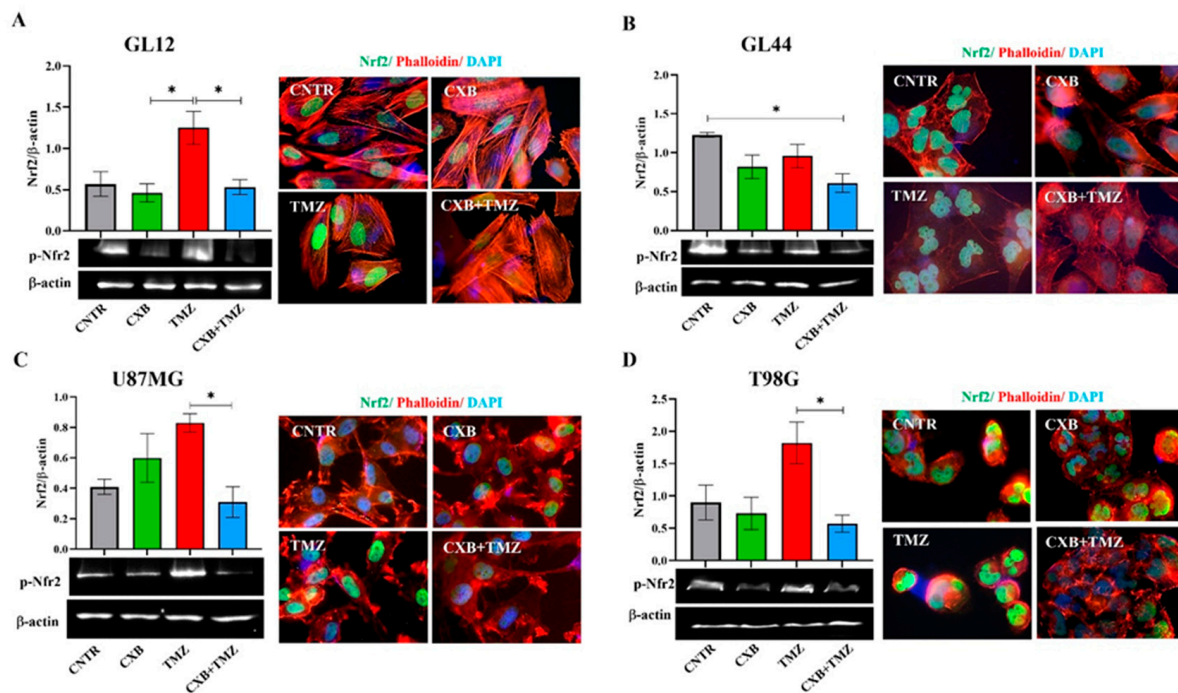 A
GL12
Nrf2/ Phalloidin/ DAPI
Nrf2/β-actin
2.0
1.5
1.0
0.5
0.0
* *
CNTR CXB
TMZ CXB+TMZ
p-Nfr2
β-actin
CNTR CXB TMZ CXB+TMZ
B
GL44
Nrf2/ Phalloidin/ DAPI
Nrf2/β-actin
2.0
1.5
1.0
0.5
0.0
*
CNTR CXB
TMZ CXB+TMZ
p-Nfr2
β-actin
CNTR CXB TMZ CXB+TMZ
C
U87MG
Nrf2/ Phalloidin/ DAPI
Nrf2/β-actin
1.0
0.8
0.6
0.4
0.2
0.0
*
CNTR CXB
TMZ CXB+TMZ
p-Nfr2
β-actin
CNTR CXB TMZ CXB+TMZ
D
T98G
Nrf2/ Phalloidin/ DAPI
Nrf2/β-actin
2.5
2.0
1.5
1.0
0.5
0.0
*
CNTR CXB
TMZ CXB+TMZ
p-Nfr2
β-actin
CNTR CXB TMZ CXB+TMZ